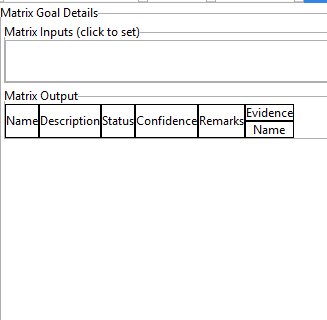 Matrix Goal Details
Matrix Inputs (click to set)
Matrix Output
Name Description Status Confidence Remarks Evidence
Name